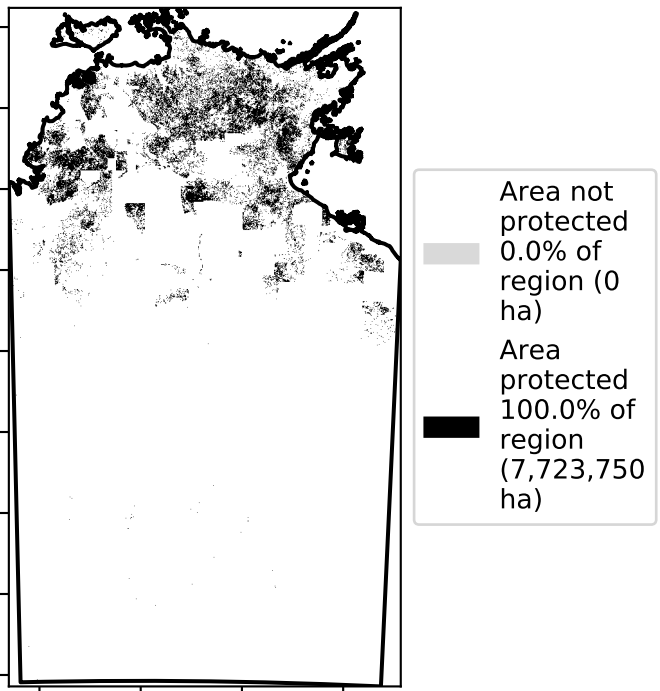 Area not
protected
0.0% of
region (0
ha)
Area
protected
100.0% of
region
(7,723,750
ha)